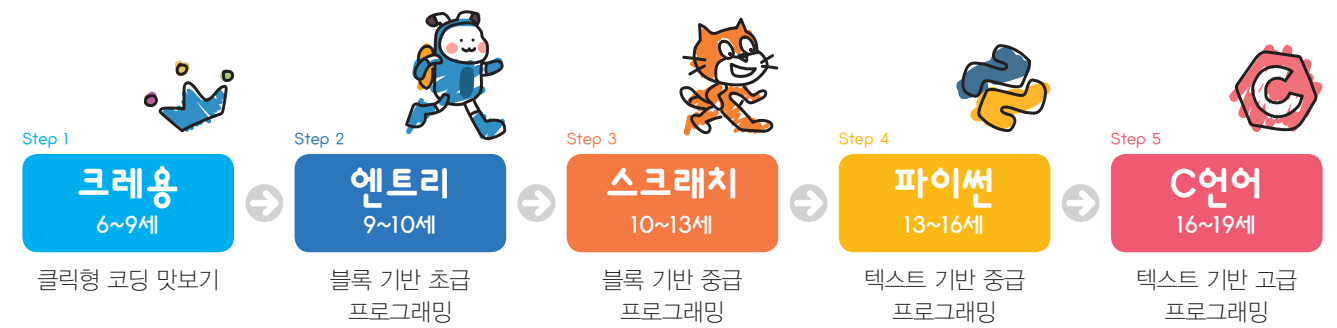 Step 1
크레용
6~9세
클릭형 코딩 맛보기
Step 2
엔트리
9~10세
블록 기반 초급
프로그래밍
Step 3
스크래치
10~13세
블록 기반 중급
프로그래밍
Step 4
파이썬
13~16세
텍스트 기반 중급
프로그래밍
Step 5
C언어
16~19세
텍스트 기반 고급
프로그래밍